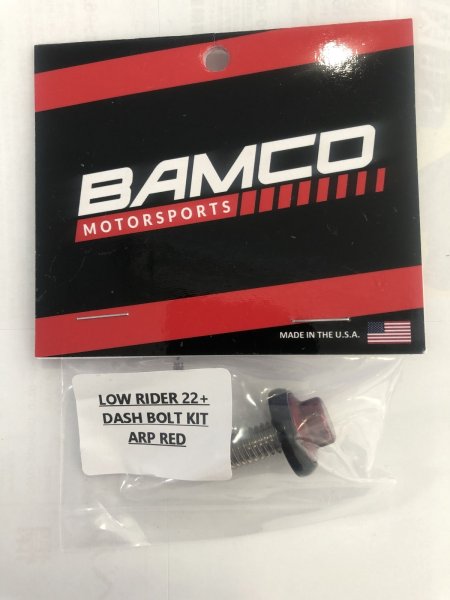 BAMCO
MOTORSPORTS
MADE IN THE U.S.A.
LOW RIDER 22+
DASH BOLT KIT
ARP RED